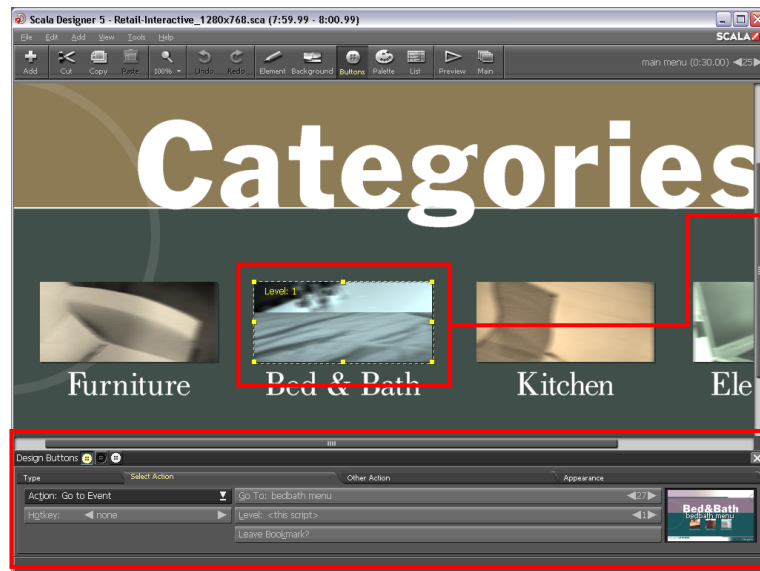 Scala Designer 5 - Retail-Interactive_1280x768.sca (7:59.99 - 8:00.99)
File Edit Add View Tools Help
SCALA
Add Cut Copy Paste 100% Undo Redo Element Background Buttons Palette List Preview Main
main menu (0:30.00) 25
Categories
Level: 1
Furniture Bed & Bath Kitchen Ele
Design Buttons
Type Select Action Other Action Appearance
Action: Go to Event Go To: bedbath menu 27
Hotkey: none Level: <this script> 1
Leave Bookmark?
Bed&Bath
bedbath menu